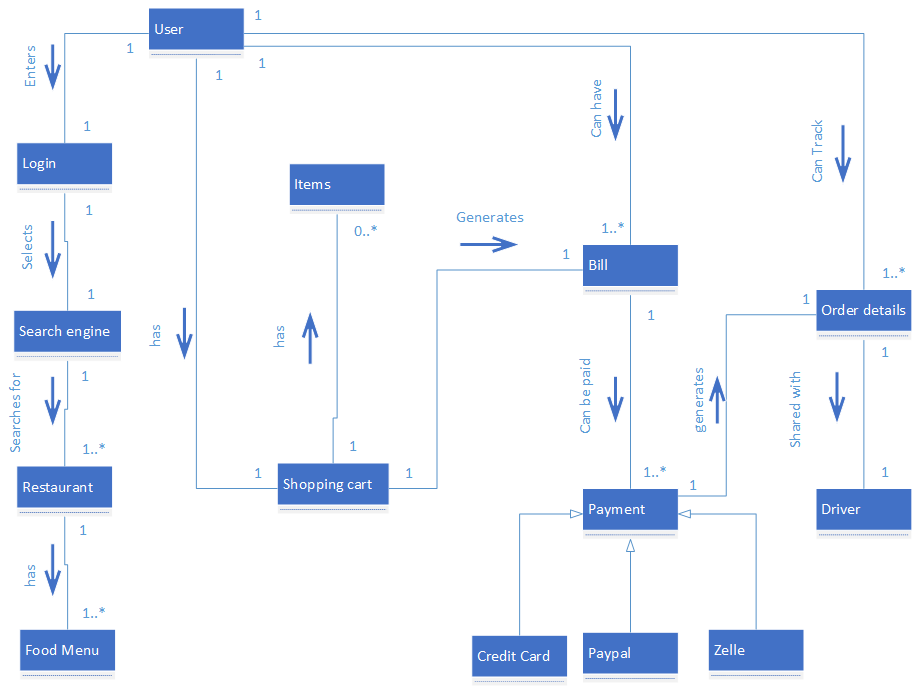 1
User
1
1
1
Enters
Can have
1
Can Track
Login
Items
1
Generates
0..*
1..*
Selects
1
Bill
1..*
1
1
Order details
Search engine
1
has
has
1
1
Searches for
generates
Shared with
Can be paid
1..*
1
1..*
1
1
Restaurant
1
Shopping cart
1
1
Payment
Driver
1
has
1..*
Food Menu
Credit Card
Paypal
Zelle